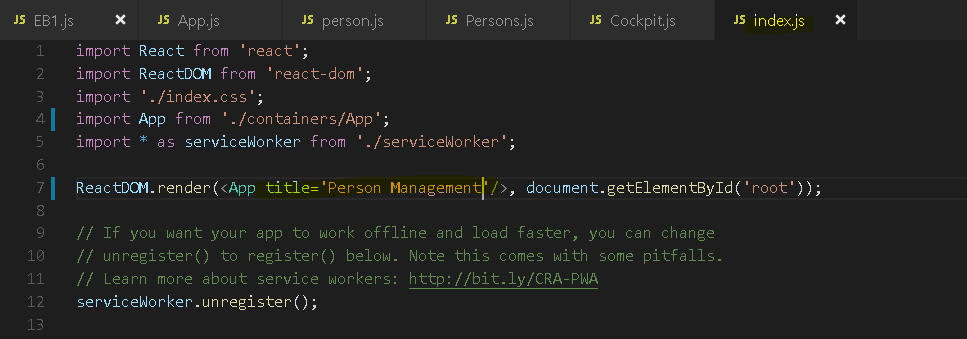 JS EB1.js × JS App.js JS person.js JS Persons.js JS Cockpit.js JS index.js ×
1 import React from 'react';
2 import ReactDOM from 'react-dom';
3 import './index.css';
4 import App from './containers/App';
5 import * as serviceWorker from './serviceWorker';
6
7 ReactDOM.render(<App title='Person Management'/>, document.getElementById('root'));
8
9 // If you want your app to work offline and load faster, you can change
10 // unregister() to register() below. Note this comes with some pitfalls.
11 // Learn more about service workers: http://bit.ly/CRA-PWA
12 serviceWorker.unregister();
13